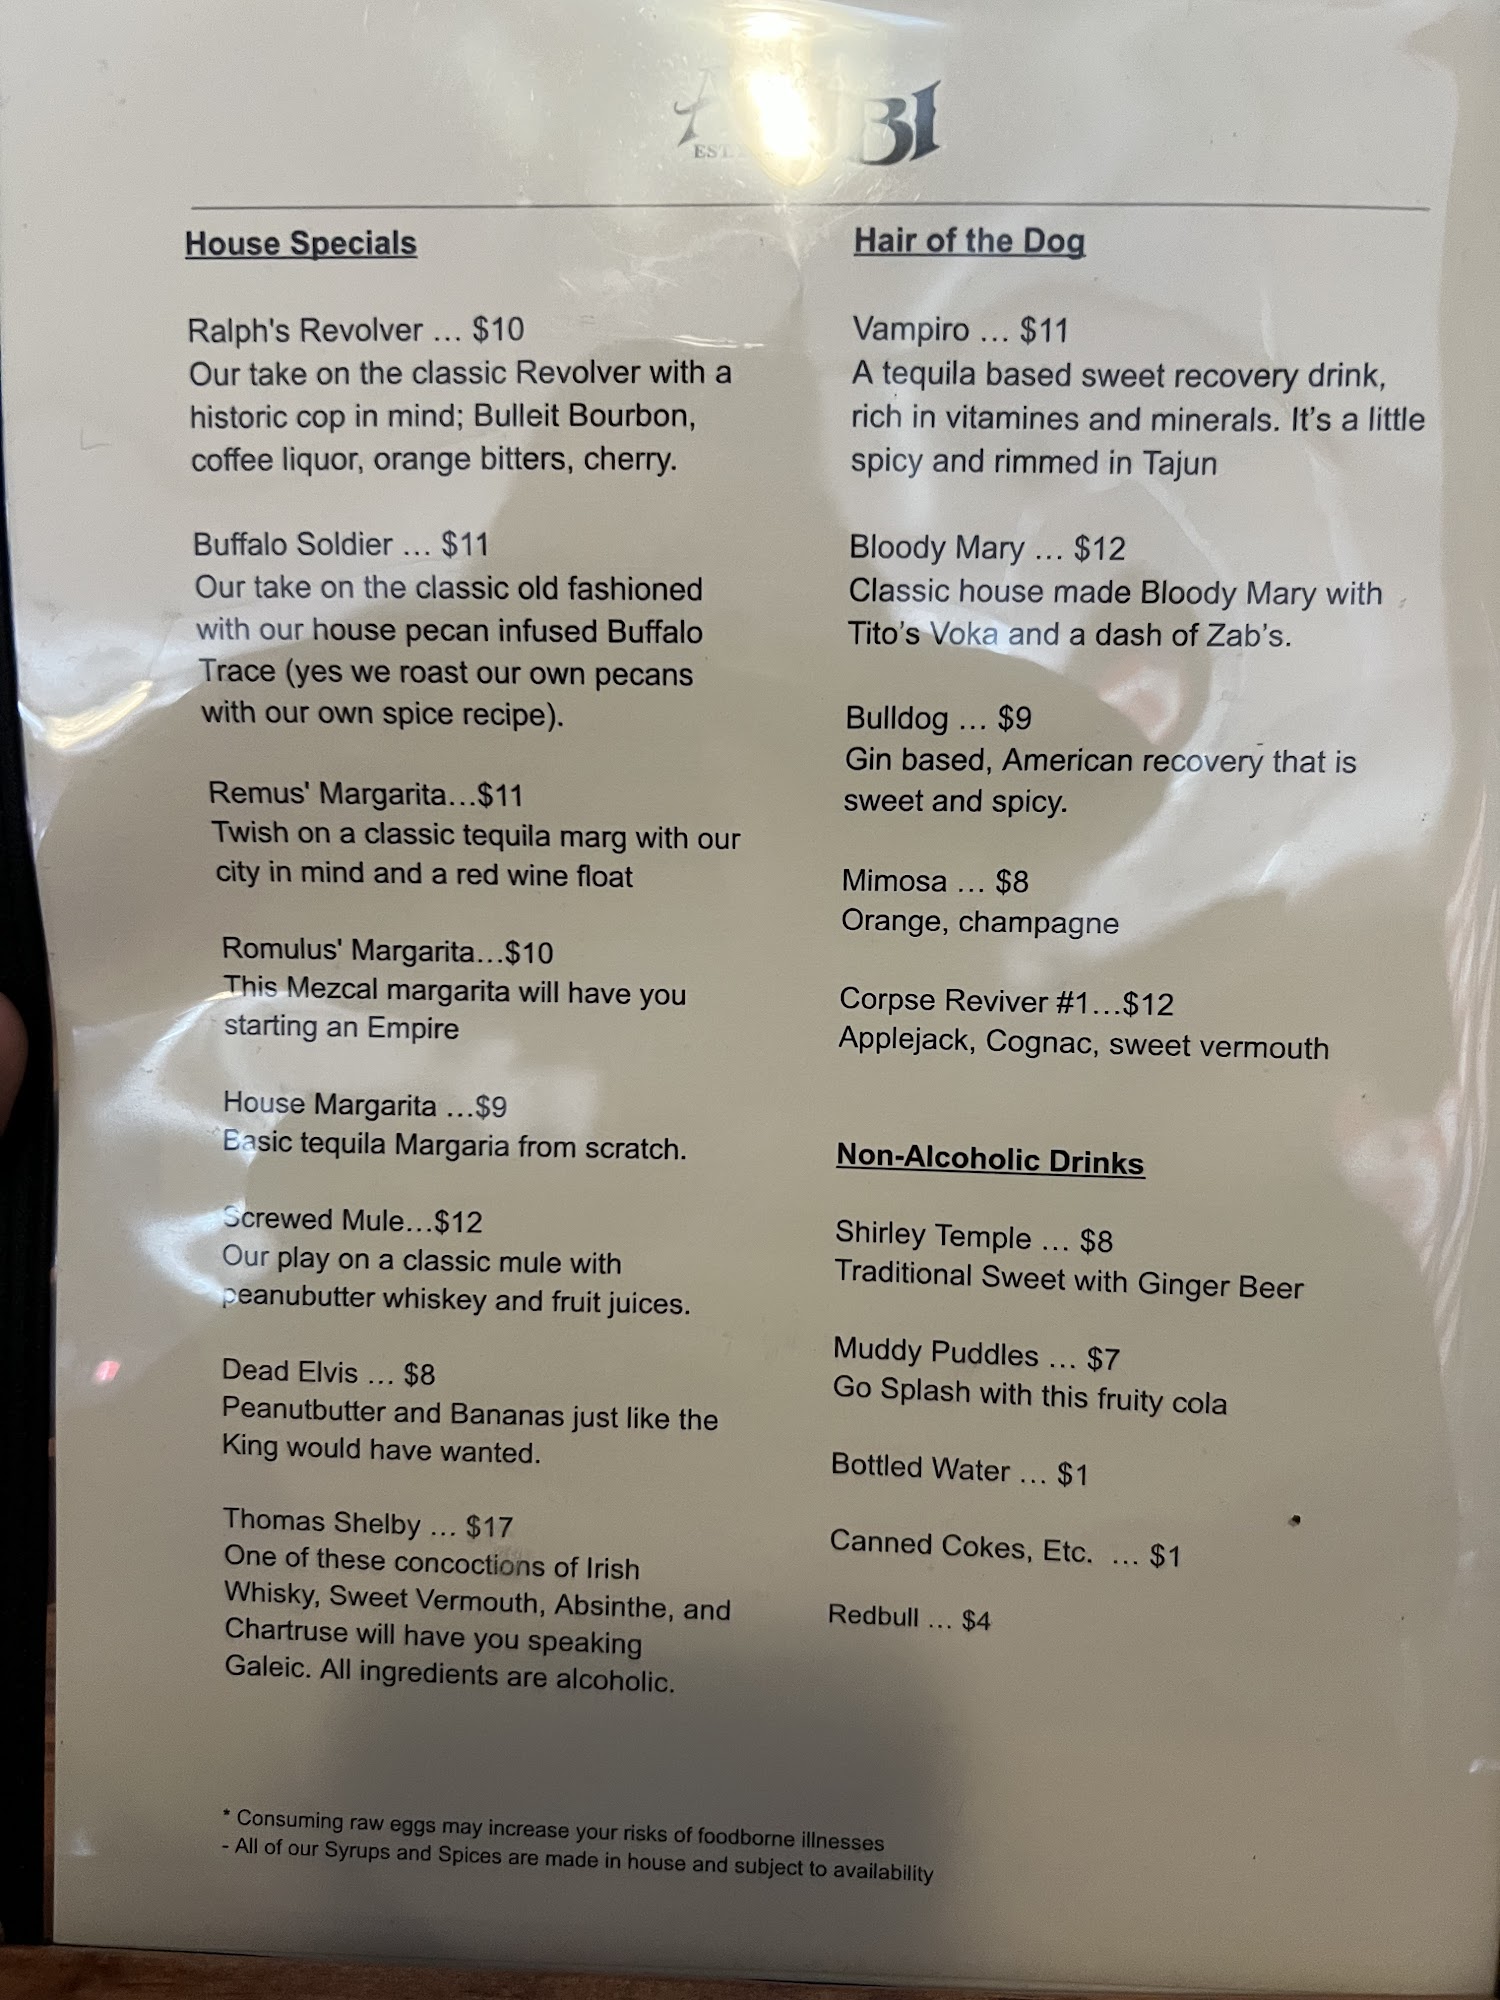 BI
EST.
House Specials
Ralph's Revolver ... $10
Our take on the classic Revolver with a
historic cop in mind; Bulleit Bourbon,
coffee liquor, orange bitters, cherry.
Buffalo Soldier ... $11
Our take on the classic old fashioned
with our house pecan infused Buffalo
Trace (yes we roast our own pecans
with our own spice recipe).
Remus' Margarita...$11
Twish on a classic tequila marg with our
city in mind and a red wine float
Romulus' Margarita...$10
This Mezcal margarita will have you
starting an Empire
House Margarita ...$9
Basic tequila Margaria from scratch.
Screwed Mule...$12
Our play on a classic mule with
peanubutter whiskey and fruit juices.
Dead Elvis ... $8
Peanutbutter and Bananas just like the
King would have wanted.
Thomas Shelby ... $17
One of these concoctions of Irish
Whisky, Sweet Vermouth, Absinthe, and
Chartruse will have you speaking
Galeic. All ingredients are alcoholic.
Hair of the Dog
Vampiro ... $11
A tequila based sweet recovery drink,
rich in vitamines and minerals. It's a little
spicy and rimmed in Tajun
Bloody Mary ... $12
Classic house made Bloody Mary with
Tito's Voka and a dash of Zab's.
Bulldog ... $9
Gin based, American recovery that is
sweet and spicy.
Mimosa ... $8
Orange, champagne
Corpse Reviver #1...$12
Applejack, Cognac, sweet vermouth
Non-Alcoholic Drinks
Shirley Temple ... $8
Traditional Sweet with Ginger Beer
Muddy Puddles ... $7
Go Splash with this fruity cola
Bottled Water ... $1
Canned Cokes, Etc. ... $1
Redbull ... $4
* Consuming raw eggs may increase your risks of foodborne illnesses
- All of our Syrups and Spices are made in house and subject to availability